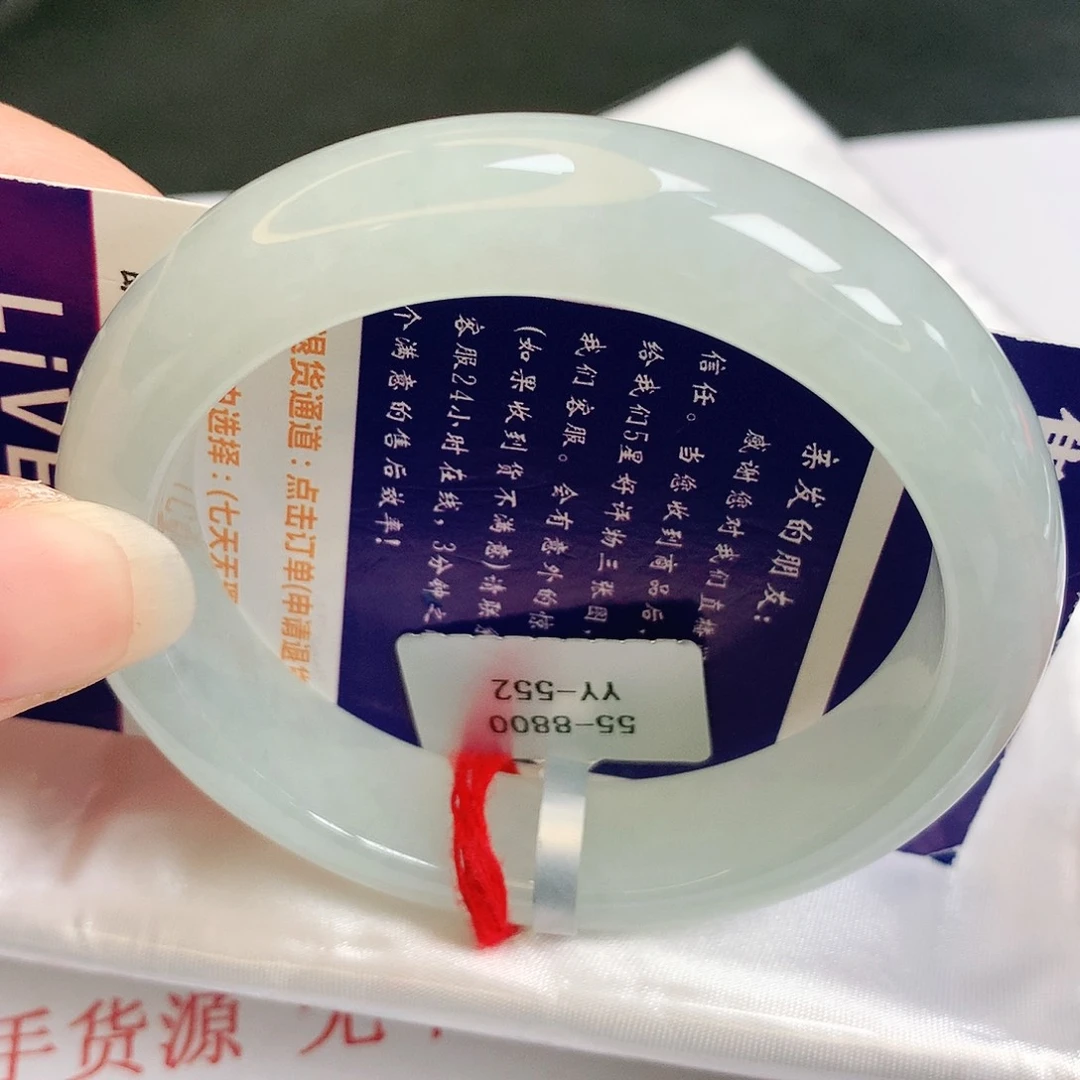 亲友的朋友：
感谢您对我们直播
信任。当您收到商品后，
给我们5星好评物三张图，
我们客服。会有意外的惊
（如果收到货不满意）请联系
客服24小时在线，3分钟之
个满意的售后效率！
退货通道：点击订单（申请退货
选择：（七天无理
LiVE
55-8800
YY-552
手货源